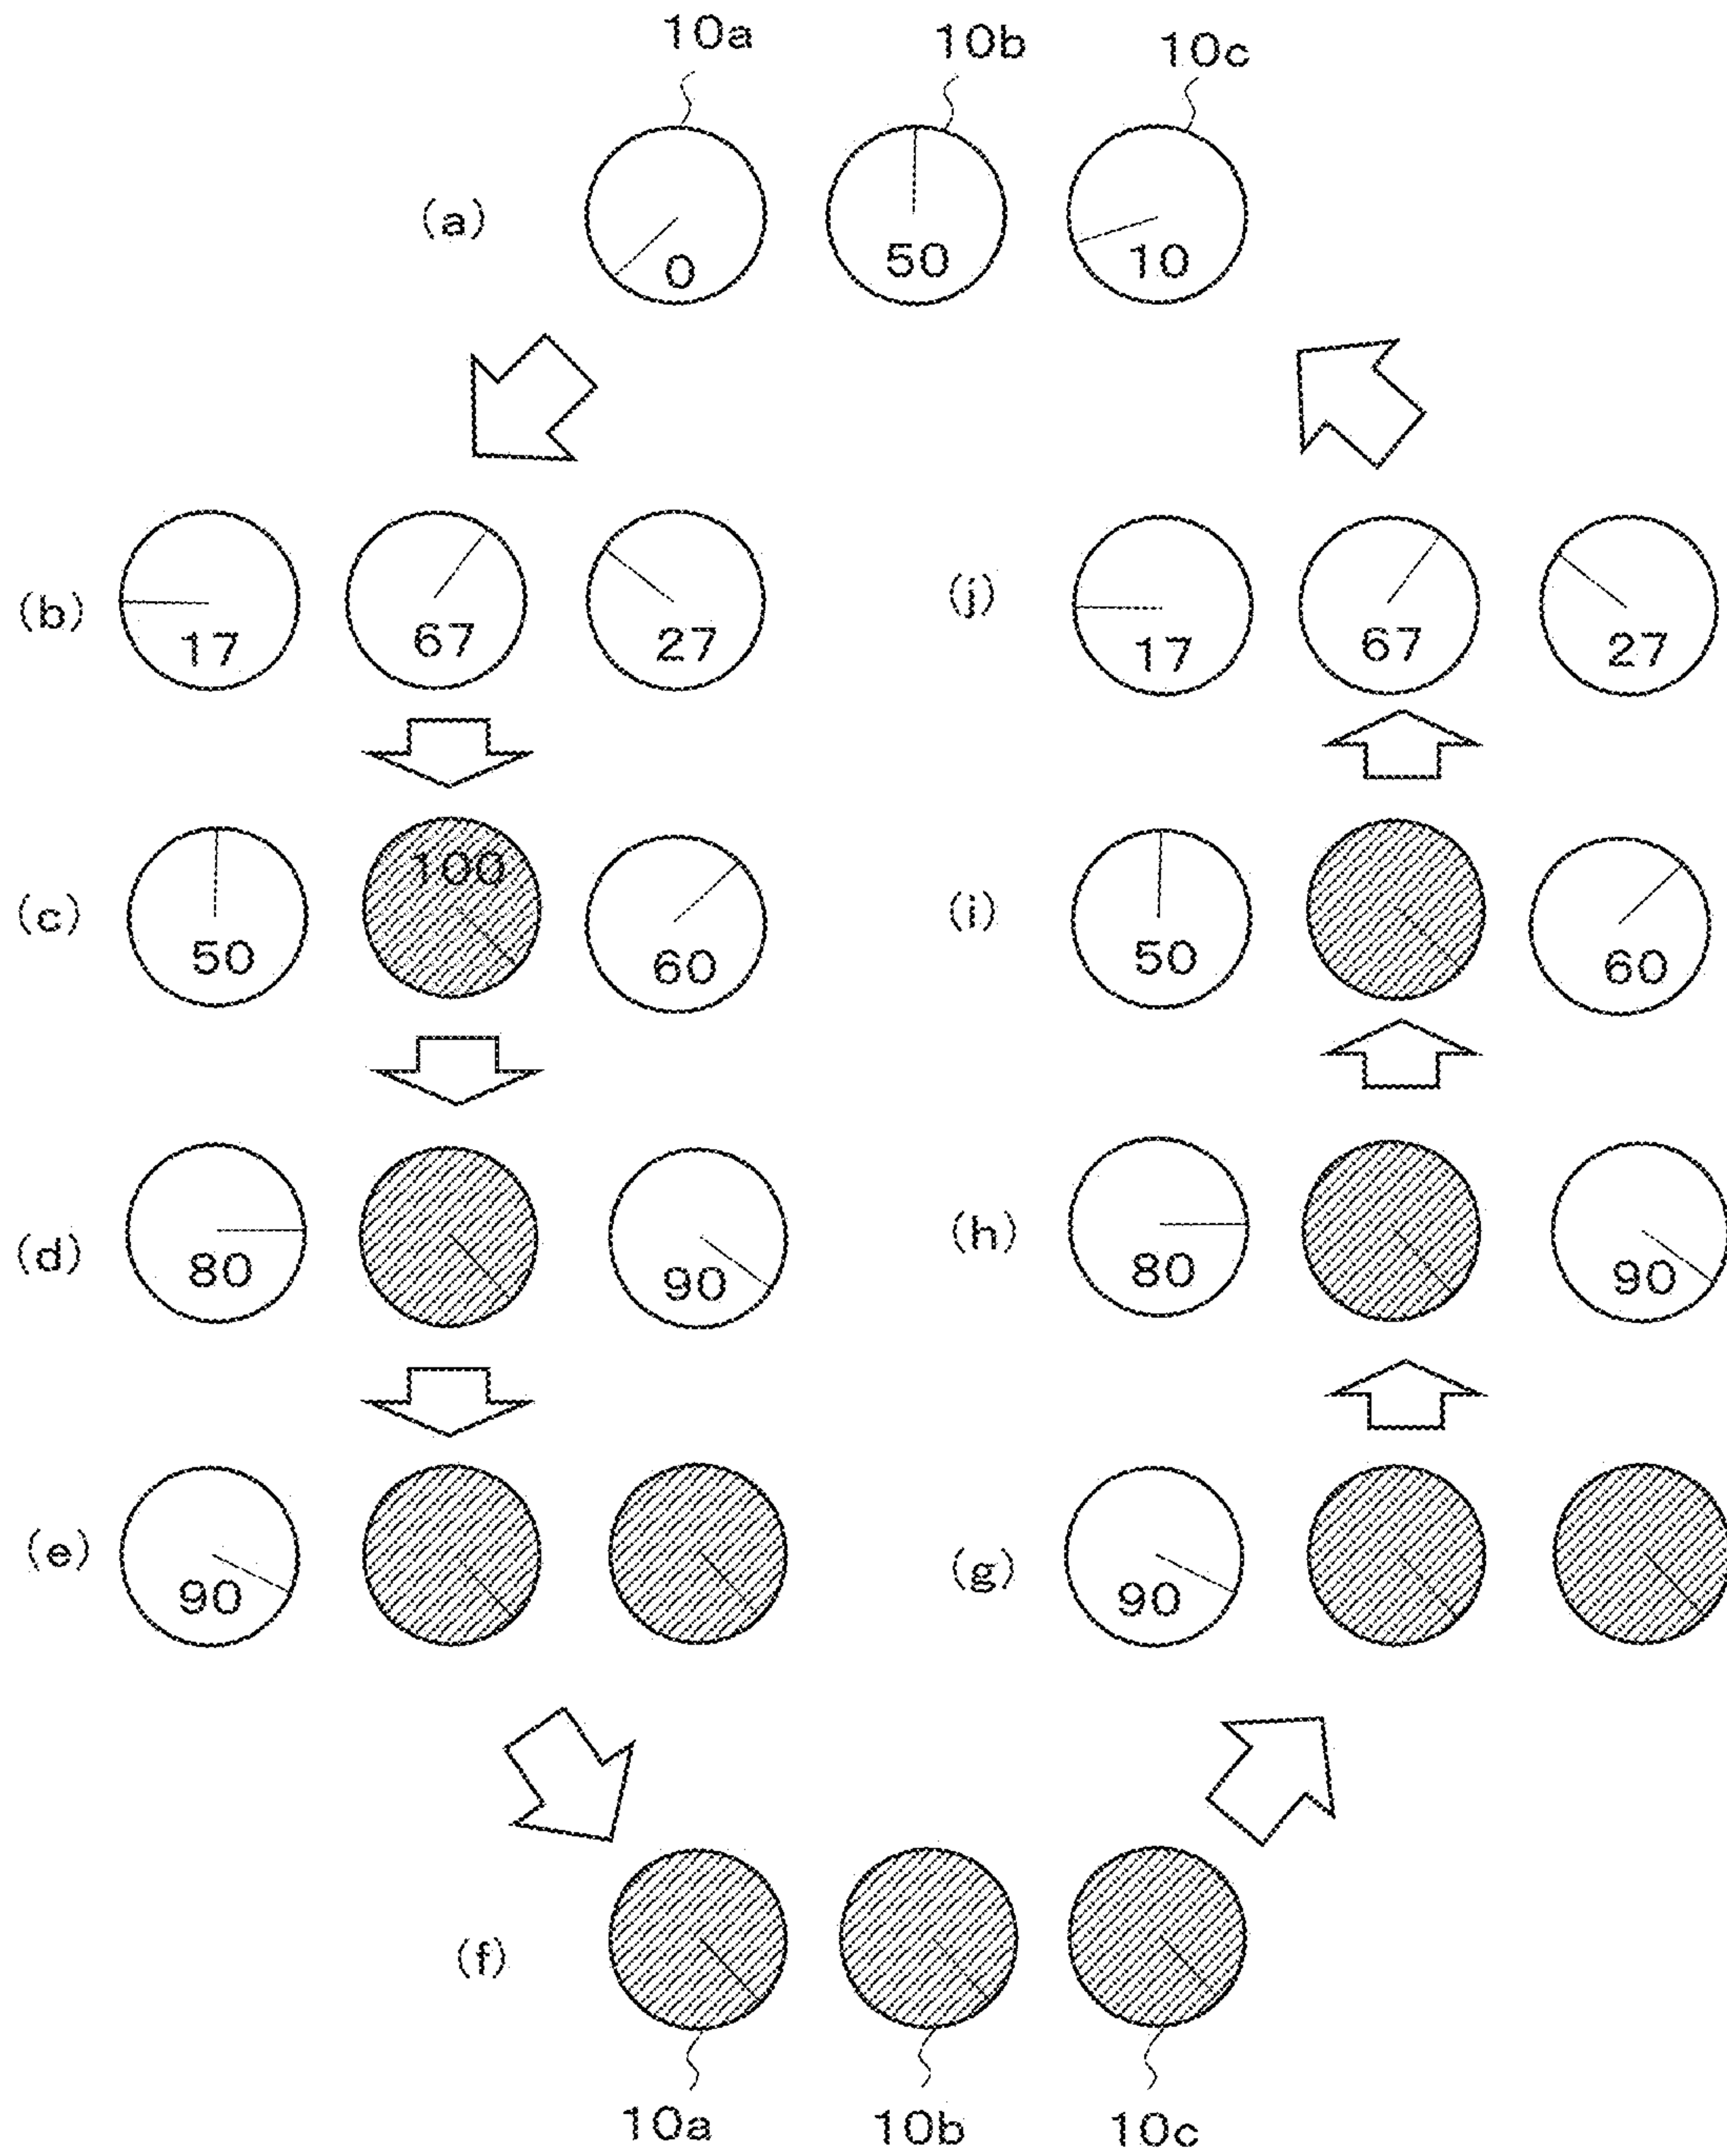 10a 10b 10c
(a) 0 50 10
(b) 17 67 27 (j) 17 67 27
(c) 50 100 60 (i) 50 60
(d) 80 90 (h) 80 90
(e) 90 (g) 90
(f)
10a 10b 10c